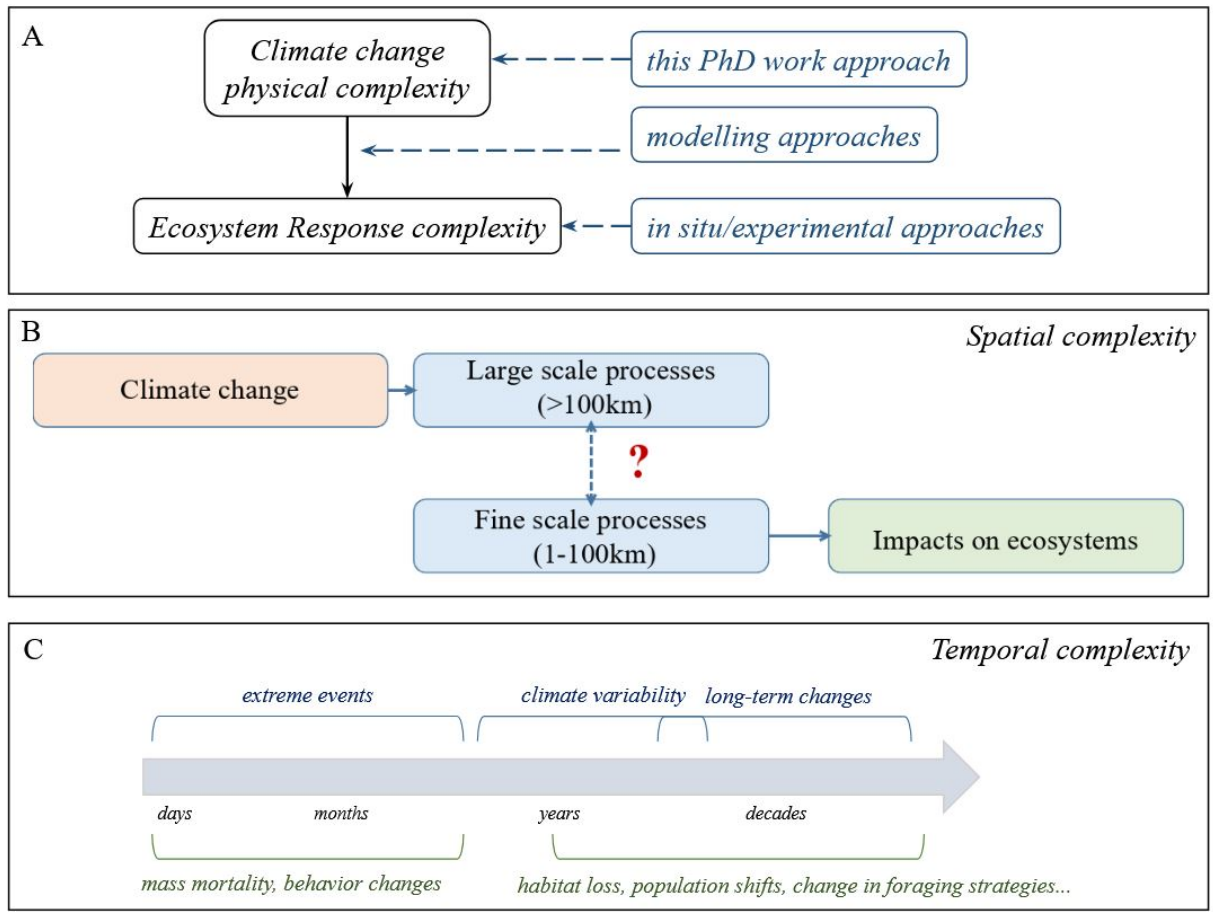 A
Climate change
physical complexity
this PhD work approach
modelling approaches
Ecosystem Response complexity
in situ/experimental approaches
B
Spatial complexity
Climate change
Large scale processes
(>100km)
?
Fine scale processes
(1-100km)
Impacts on ecosystems
C
Temporal complexity
extreme events
climate variability
long-term changes
days
months
years
decades
mass mortality, behavior changes
habitat loss, population shifts, change in foraging strategies...